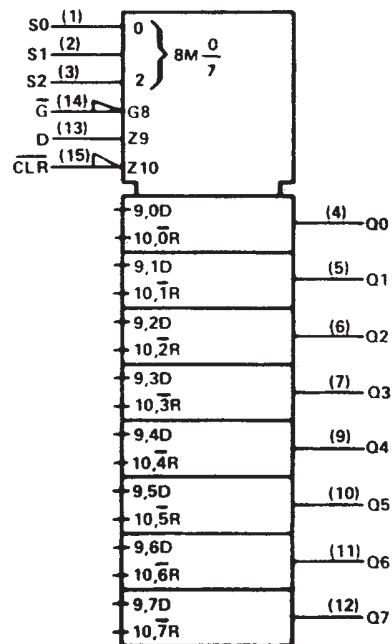 S0 (1) 0
S1 (2) 8M 0/7
S2 (3) 2
G̅ (14) G8
D (13) Z9
C̅L̅R̅ (15) Z10
9,0D (4) Q0
10,0̅R
9,1D (5) Q1
10,1̅R
9,2D (6) Q2
10,2̅R
9,3D (7) Q3
10,3̅R
9,4D (9) Q4
10,4̅R
9,5D (10) Q5
10,5̅R
9,6D (11) Q6
10,6̅R
9,7D (12) Q7
10,7̅R